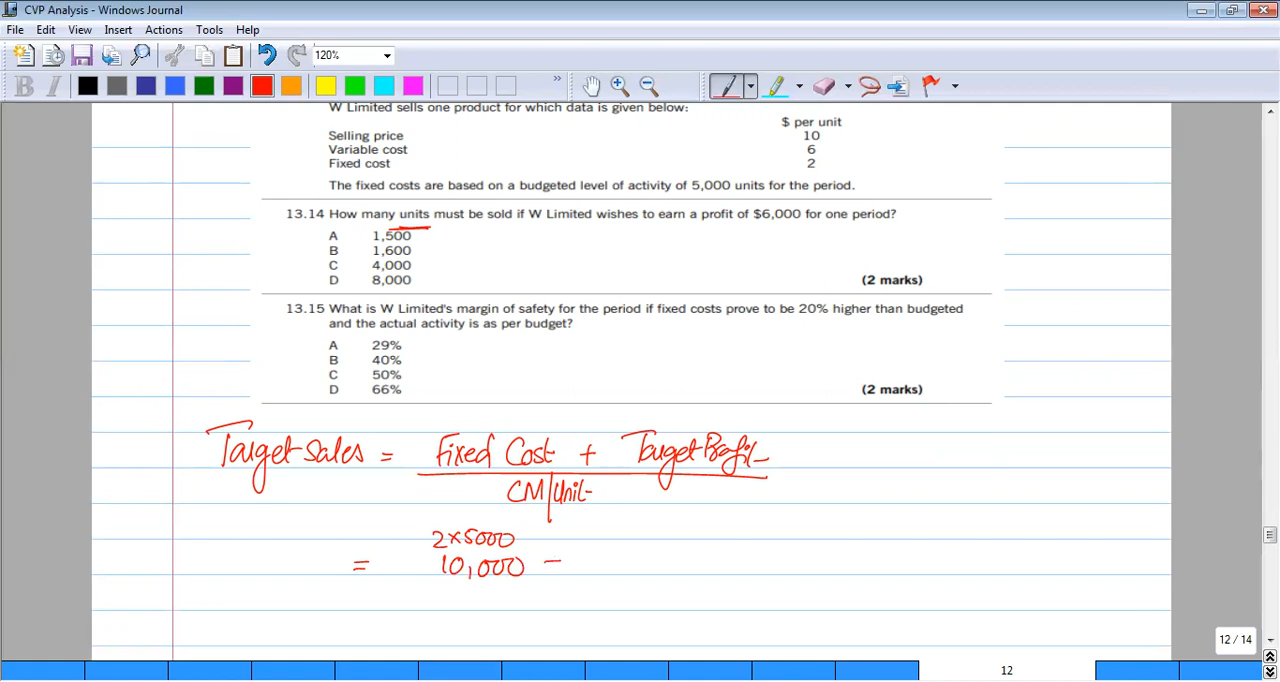 CVP Analysis - Windows Journal
File Edit View Insert Actions Tools Help
120%
B I
W Limited sells one product for which data is given below:
$ per unit
Selling price 10
Variable cost 6
Fixed cost 2
The fixed costs are based on a budgeted level of activity of 5,000 units for the period.
13.14 How many units must be sold if W Limited wishes to earn a profit of $6,000 for one period?
A 1,500
B 1,600
C 4,000
D 8,000 (2 marks)
13.15 What is W Limited's margin of safety for the period if fixed costs prove to be 20% higher than budgeted
and the actual activity is as per budget?
A 29%
B 40%
C 50%
D 66% (2 marks)
Target Sales = Fixed Cost + Target Profit
CM/Unit
2×5000
= 10,000 –
12 / 14
12